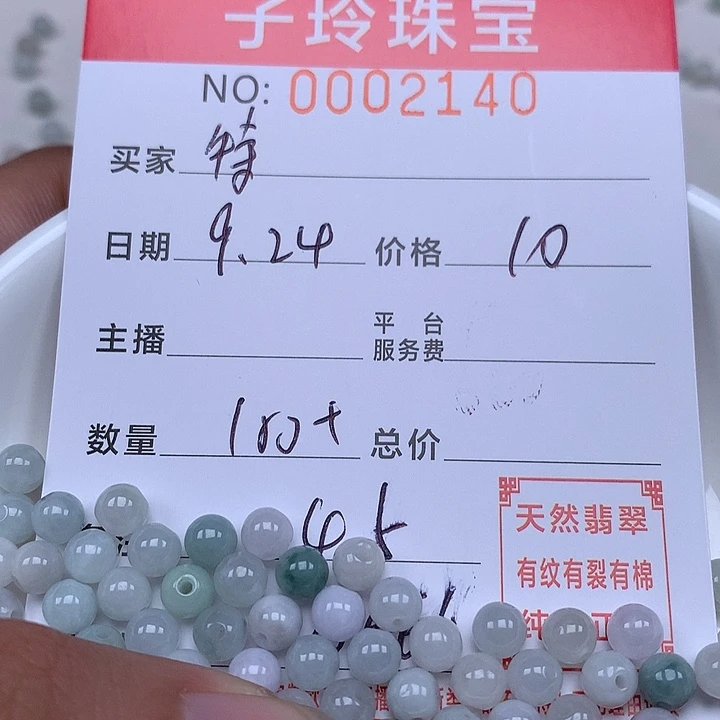 子玲珠宝
NO: 0002140
买家 特
日期 9.24 价格 10
主播 平台服务费
数量 100+ 总价
天然翡翠
有纹有裂有棉